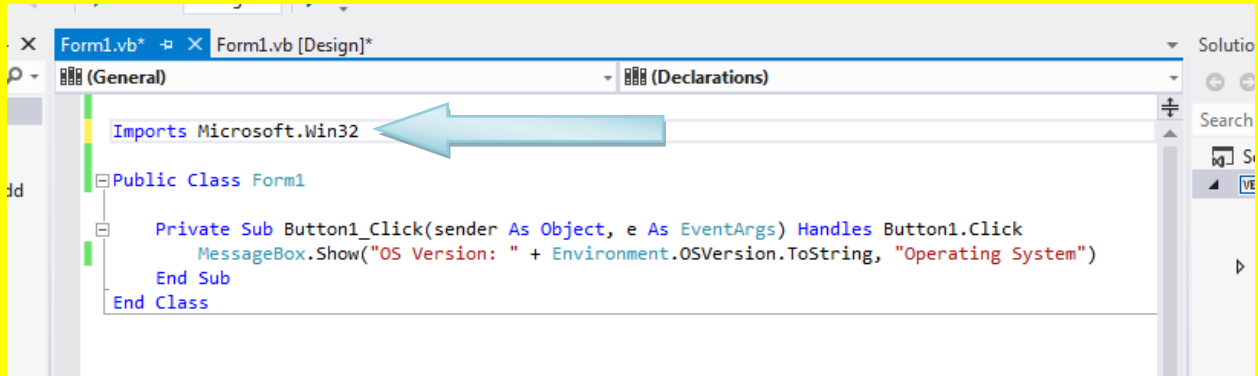 Form1.vb* Form1.vb [Design]* Solutio
(General) (Declarations)
Search
Imports Microsoft.Win32
Public Class Form1
dd
Private Sub Button1_Click(sender As Object, e As EventArgs) Handles Button1.Click
MessageBox.Show("OS Version: " + Environment.OSVersion.ToString, "Operating System")
End Sub
End Class